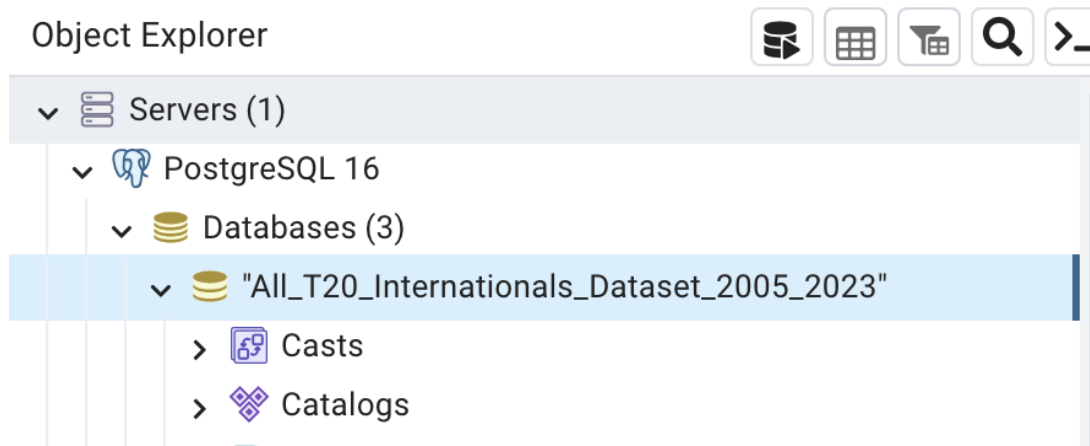 Object Explorer
Servers (1)
PostgreSQL 16
Databases (3)
"All_T20_Internationals_Dataset_2005_2023"
Casts
Catalogs